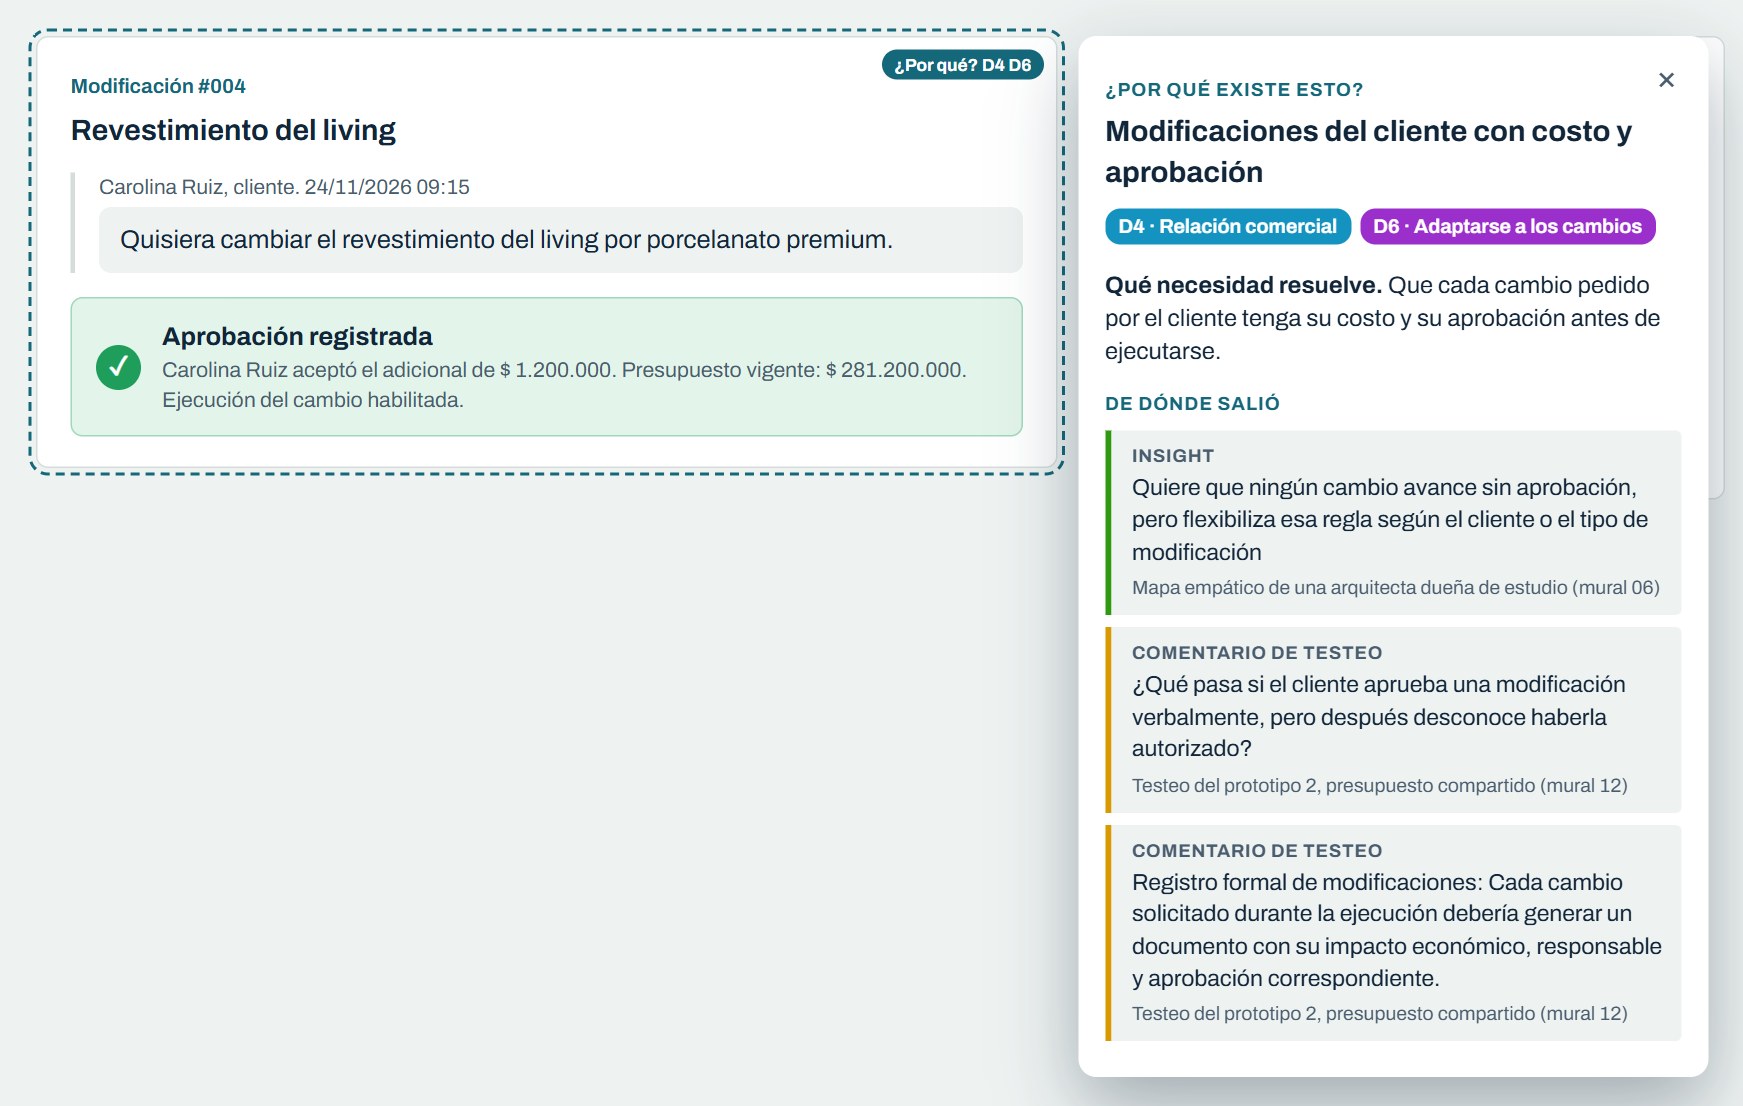 ¿Por qué? D4 D6
Modificación #004
Revestimiento del living
Carolina Ruiz, cliente. 24/11/2026 09:15
Quisiera cambiar el revestimiento del living por porcelanato premium.
Aprobación registrada
Carolina Ruiz aceptó el adicional de $ 1.200.000. Presupuesto vigente: $ 281.200.000.
Ejecución del cambio habilitada.
¿POR QUÉ EXISTE ESTO?
Modificaciones del cliente con costo y
aprobación
D4 · Relación comercial
D6 · Adaptarse a los cambios
Qué necesidad resuelve. Que cada cambio pedido
por el cliente tenga su costo y su aprobación antes de
ejecutarse.
DE DÓNDE SALIÓ
INSIGHT
Quiere que ningún cambio avance sin aprobación,
pero flexibiliza esa regla según el cliente o el tipo de
modificación
Mapa empático de una arquitecta dueña de estudio (mural 06)
COMENTARIO DE TESTEO
¿Qué pasa si el cliente aprueba una modificación
verbalmente, pero después desconoce haberla
autorizado?
Testeo del prototipo 2, presupuesto compartido (mural 12)
COMENTARIO DE TESTEO
Registro formal de modificaciones: Cada cambio
solicitado durante la ejecución debería generar un
documento con su impacto económico, responsable
y aprobación correspondiente.
Testeo del prototipo 2, presupuesto compartido (mural 12)